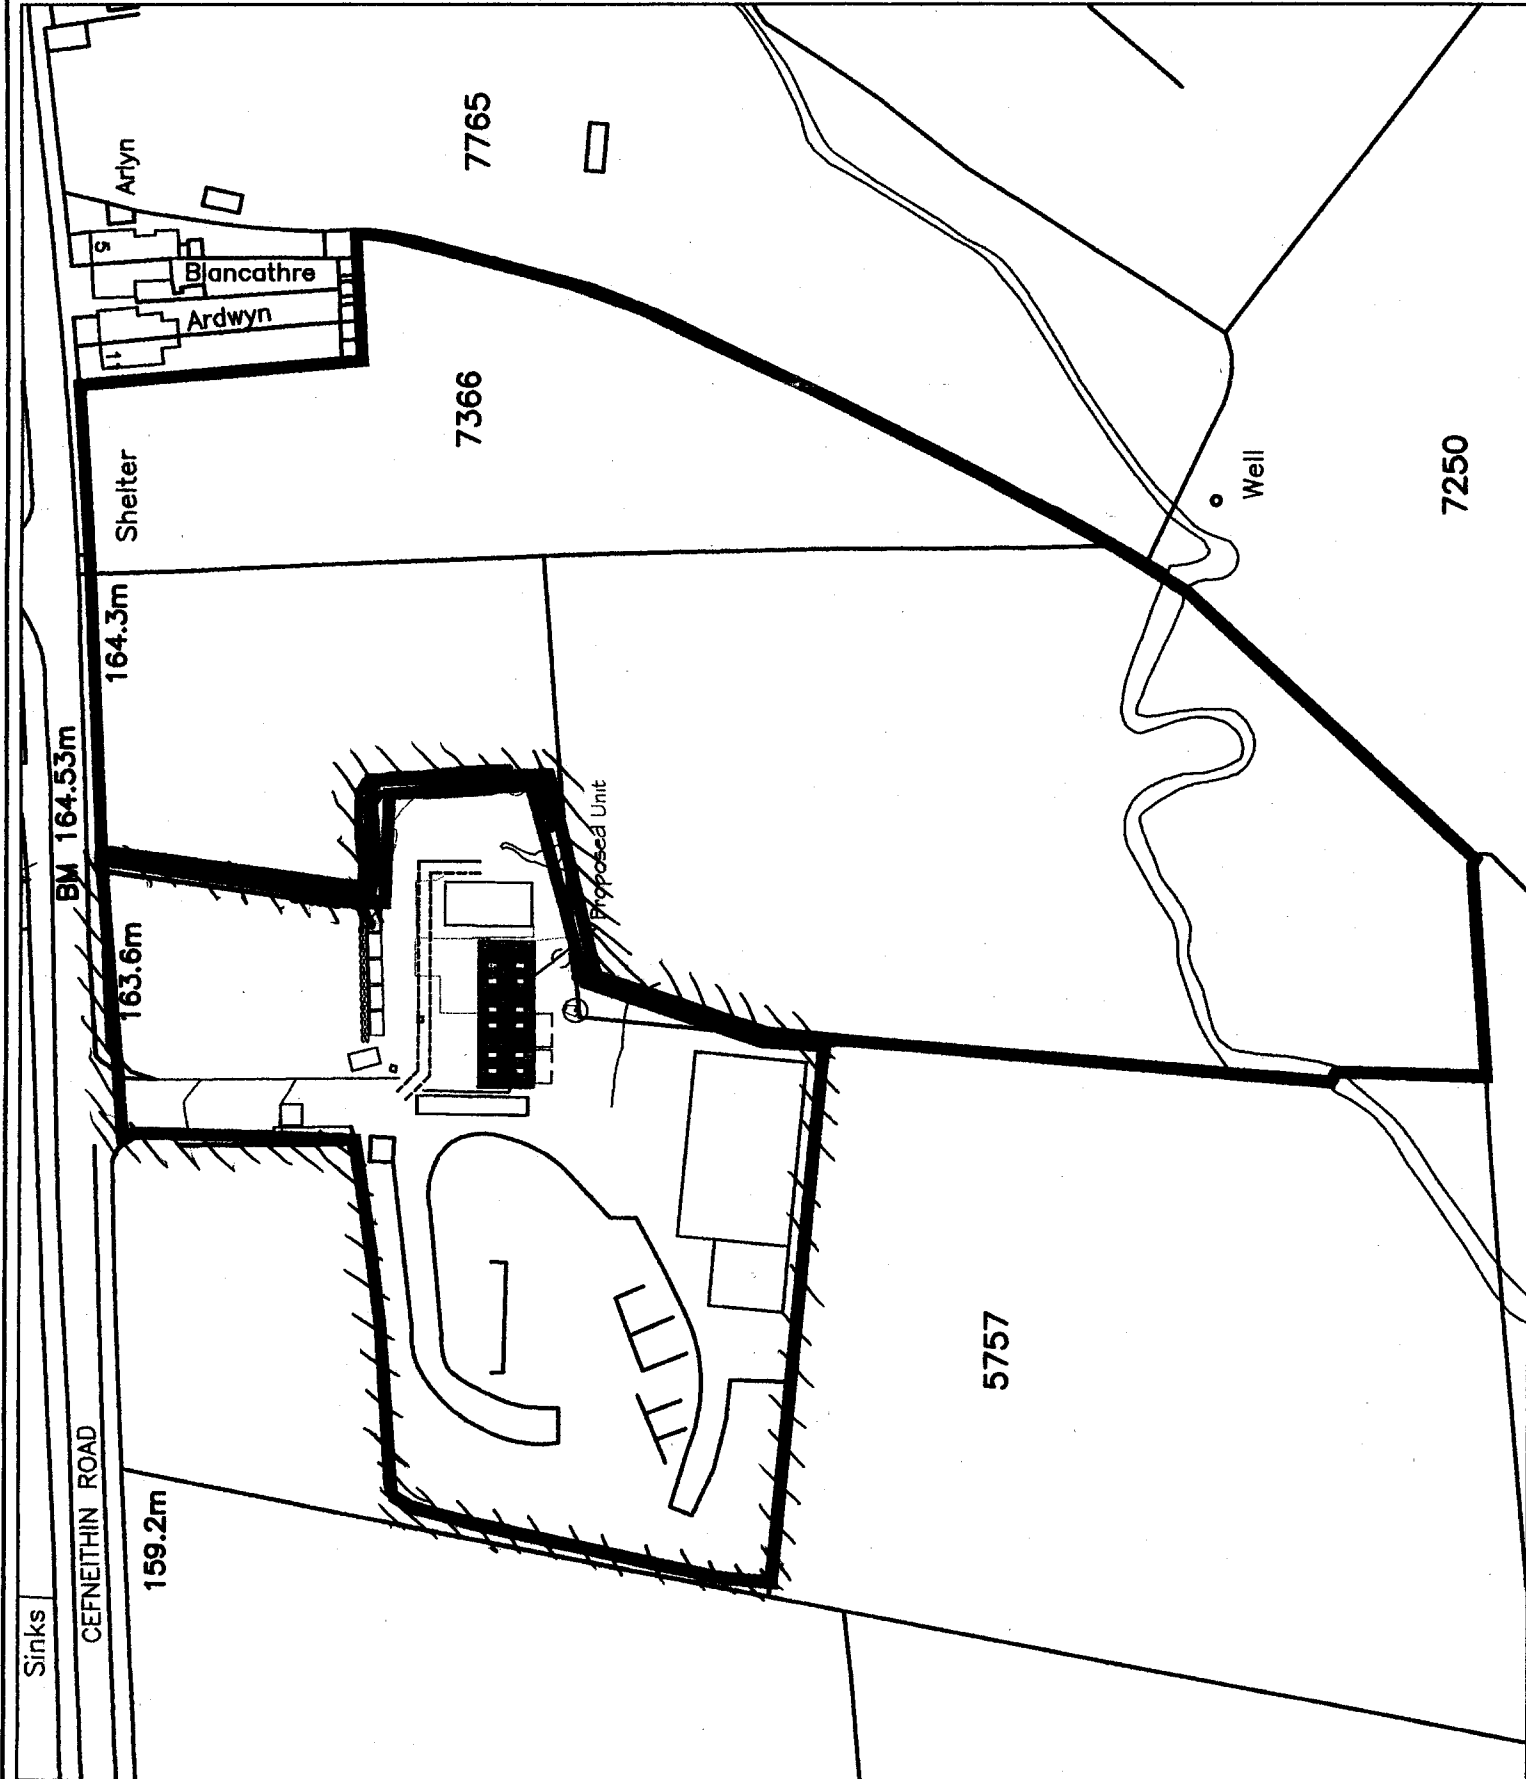 Sinks
CEFNEITHIN ROAD
159.2m
163.6m
BM 164.53m
164.3m
Shelter
Arlyn
5
Blancathre
Ardwyn
11
7765
7366
Proposed Unit
Well
7250
5757